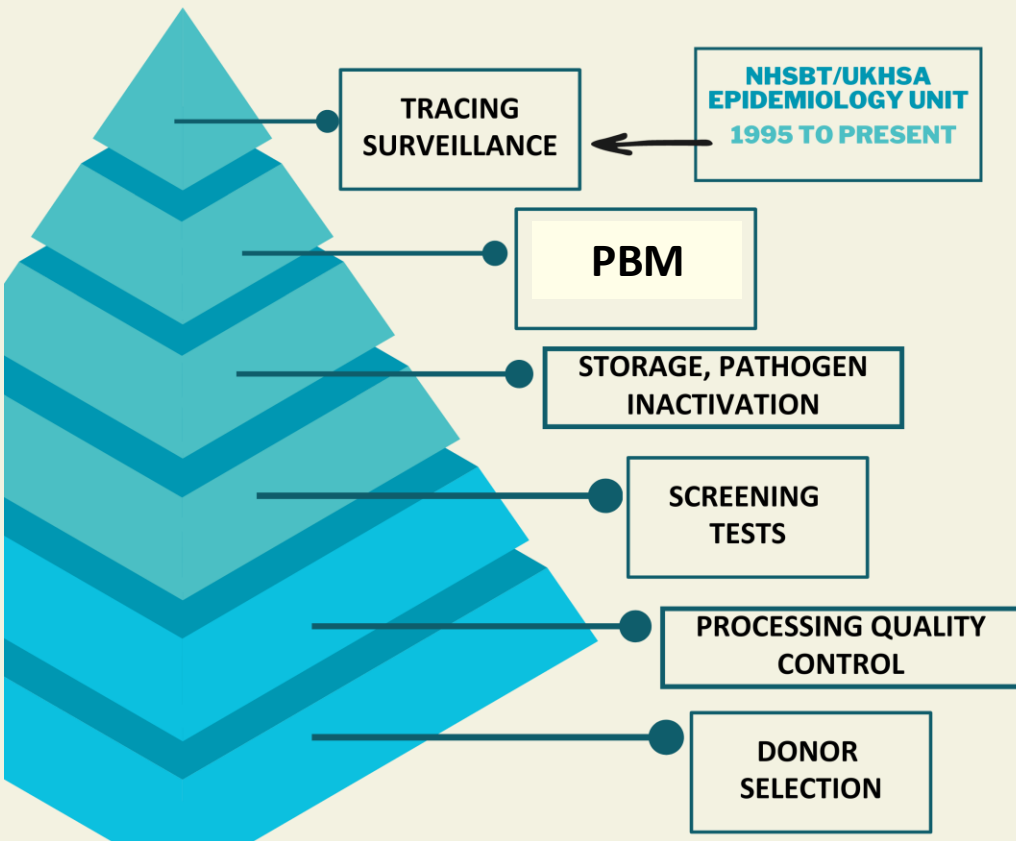 TRACING
SURVEILLANCE
NHSBT/UKHSA
EPIDEMIOLOGY UNIT
1995 TO PRESENT
PBM
STORAGE, PATHOGEN
INACTIVATION
SCREENING
TESTS
PROCESSING QUALITY
CONTROL
DONOR
SELECTION